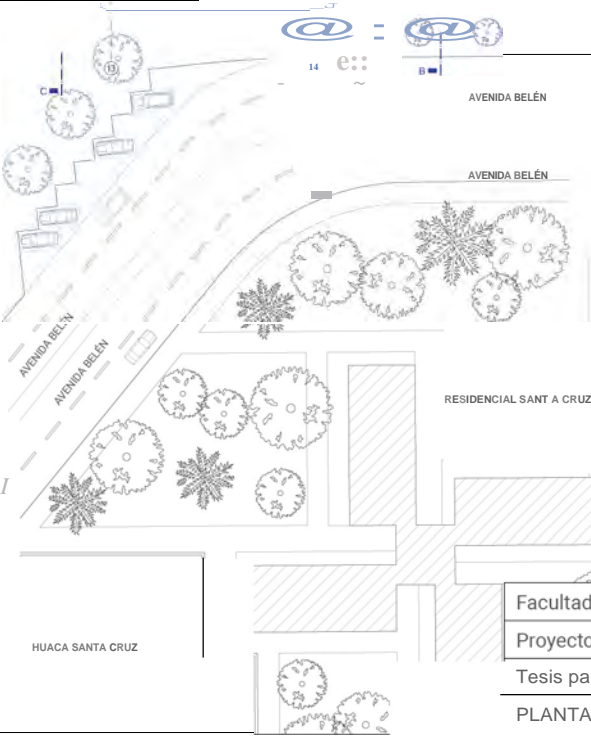 @ = @
14 e::
13
C
B
AVENIDA BELÉN
AVENIDA BELÉN
AVENIDA BELÉN
AVENIDA BELÉN
RESIDENCIAL SANT A CRUZ
I
HUACA SANTA CRUZ
Facultad
Proyecto
Tesis pa
PLANTA